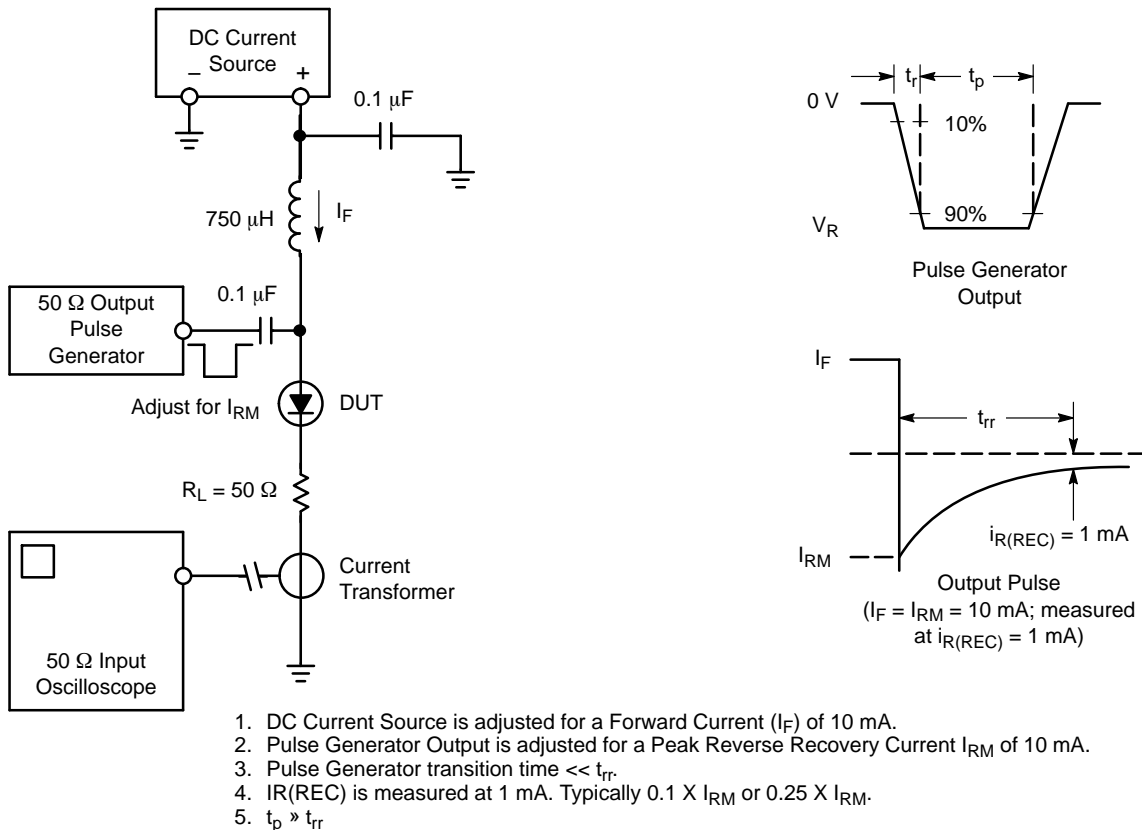 DC Current
Source
–
+
0.1 μF
750 μH
I_F
0.1 μF
50 Ω Output
Pulse
Generator
Adjust for I_RM
DUT
R_L = 50 Ω
Current
Transformer
50 Ω Input
Oscilloscope
t_r
t_p
0 V
10%
90%
V_R
Pulse Generator
Output
I_F
t_rr
i_R(REC) = 1 mA
I_RM
Output Pulse
(I_F = I_RM = 10 mA; measured
at i_R(REC) = 1 mA)
1. DC Current Source is adjusted for a Forward Current (I_F) of 10 mA.
2. Pulse Generator Output is adjusted for a Peak Reverse Recovery Current I_RM of 10 mA.
3. Pulse Generator transition time << t_rr.
4. IR(REC) is measured at 1 mA. Typically 0.1 X I_RM or 0.25 X I_RM.
5. t_p » t_rr